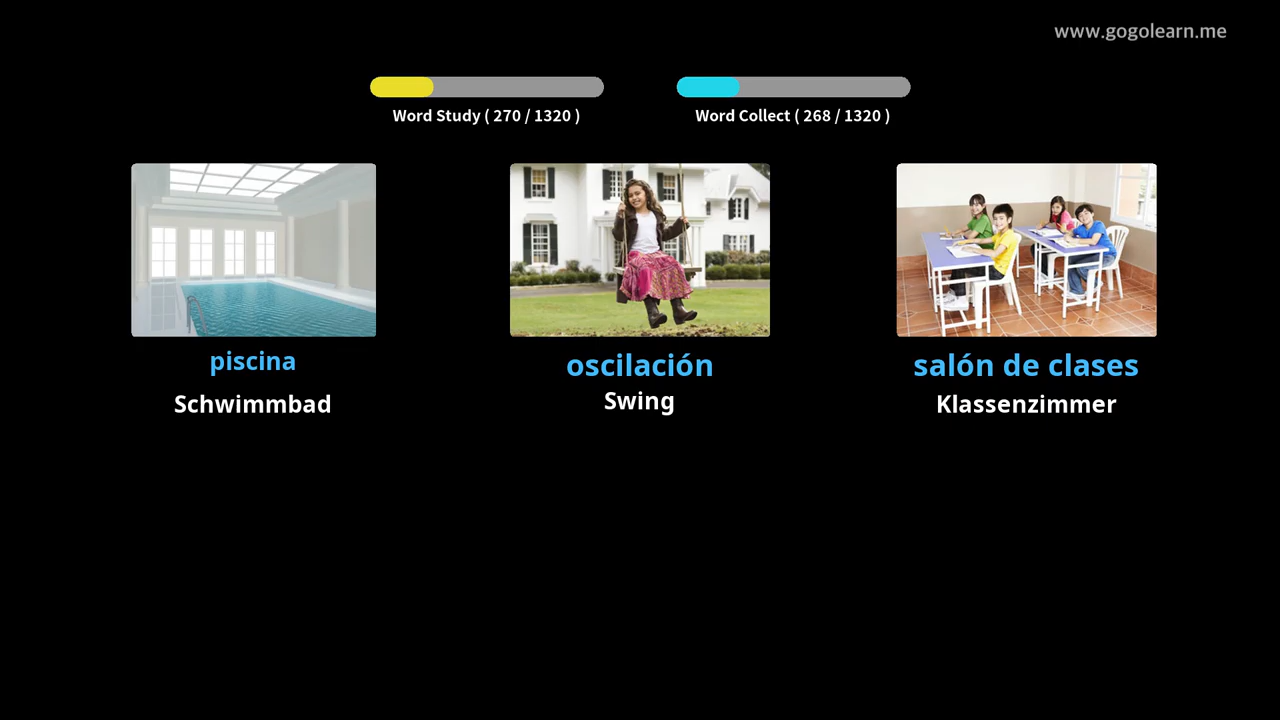 www.gogolearn.me
Word Study ( 270 / 1320 )
Word Collect ( 268 / 1320 )
piscina
Schwimmbad
oscilación
Swing
salón de clases
Klassenzimmer